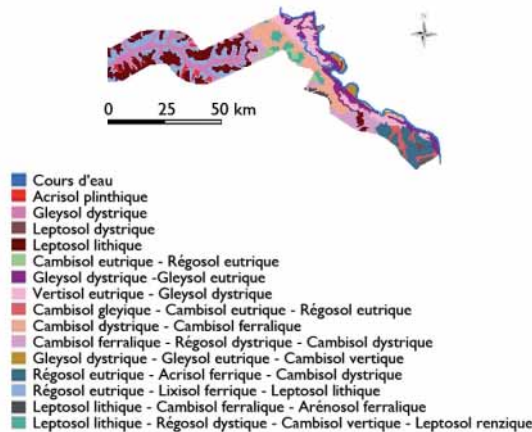 N
0 25 50 km
Cours d'eau
Acrisol plinthique
Gleysol dystrique
Leptosol dystrique
Leptosol lithique
Cambisol eutrique - Régosol eutrique
Gleysol dystrique -Gleysol eutrique
Vertisol eutrique - Gleysol dystrique
Cambisol gleyique - Cambisol eutrique - Régosol eutrique
Cambisol dystrique - Cambisol ferralique
Cambisol ferralique - Régosol dystrique - Cambisol dystrique
Gleysol dystrique - Gleysol eutrique - Cambisol vertique
Régosol eutrique - Acrisol ferrique - Cambisol dystrique
Régosol eutrique - Lixisol ferrique - Leptosol lithique
Leptosol lithique - Cambisol ferralique - Arénosol ferralique
Leptosol lithique - Régosol dystique - Cambisol vertique - Leptosol renzique